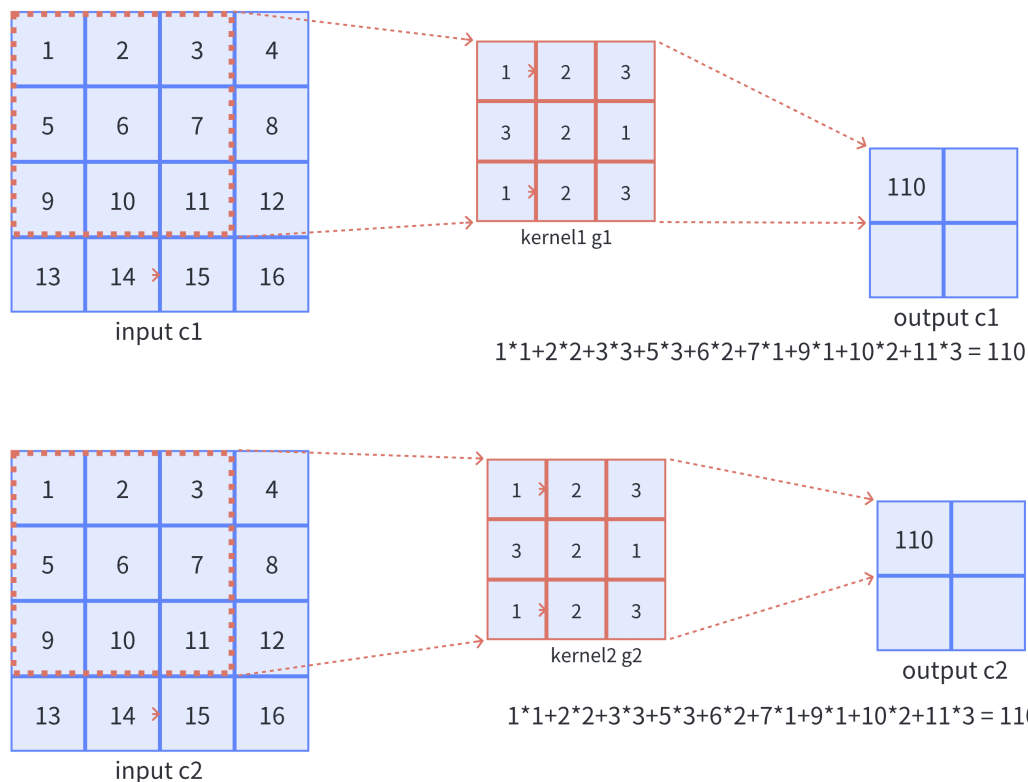 1 2 3 4
5 6 7 8
9 10 11 12
13 14 15 16
input c1
1 2 3
3 2 1
1 2 3
kernel1 g1
110
output c1
1*1+2*2+3*3+5*3+6*2+7*1+9*1+10*2+11*3 = 110
1 2 3 4
5 6 7 8
9 10 11 12
13 14 15 16
input c2
1 2 3
3 2 1
1 2 3
kernel2 g2
110
output c2
1*1+2*2+3*3+5*3+6*2+7*1+9*1+10*2+11*3 = 110